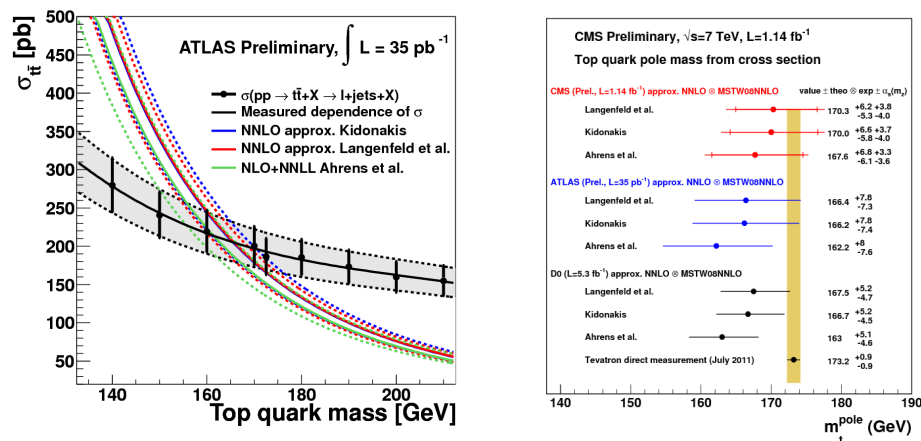 ATLAS Preliminary, ∫ L = 35 pb⁻¹
σtt̄ [pb]
σ(pp → tt̄+X → l+jets+X)
Measured dependence of σ
NNLO approx. Kidonakis
NNLO approx. Langenfeld et al.
NLO+NNLL Ahrens et al.
500
450
400
350
300
250
200
150
100
50
140 160 180 200
Top quark mass [GeV]
CMS Preliminary, √s=7 TeV, L=1.14 fb⁻¹
Top quark pole mass from cross section
CMS (Prel., L=1.14 fb⁻¹) approx. NNLO ⊗ MSTW08NNLO value ± theo ⊗ exp ± αs(mZ)
Langenfeld et al. 170.3 +6.2 +3.8
-5.3 -4.0
Kidonakis 170.0 +6.6 +3.7
-5.8 -4.0
Ahrens et al. 167.6 +6.8 +3.3
-6.1 -3.6
ATLAS (Prel., L=35 pb⁻¹) approx. NNLO ⊗ MSTW08NNLO
Langenfeld et al. 166.4 +7.8
-7.3
Kidonakis 166.2 +7.8
-7.4
Ahrens et al. 162.2 +8
-7.6
D0 (L=5.3 fb⁻¹) approx. NNLO ⊗ MSTW08NNLO
Langenfeld et al. 167.5 +5.2
-4.7
Kidonakis 166.7 +5.2
-4.5
Ahrens et al. 163 +5.1
-4.6
Tevatron direct measurement (July 2011) 173.2 +0.9
-0.9
140 150 160 170 180 190
mt pole (GeV)